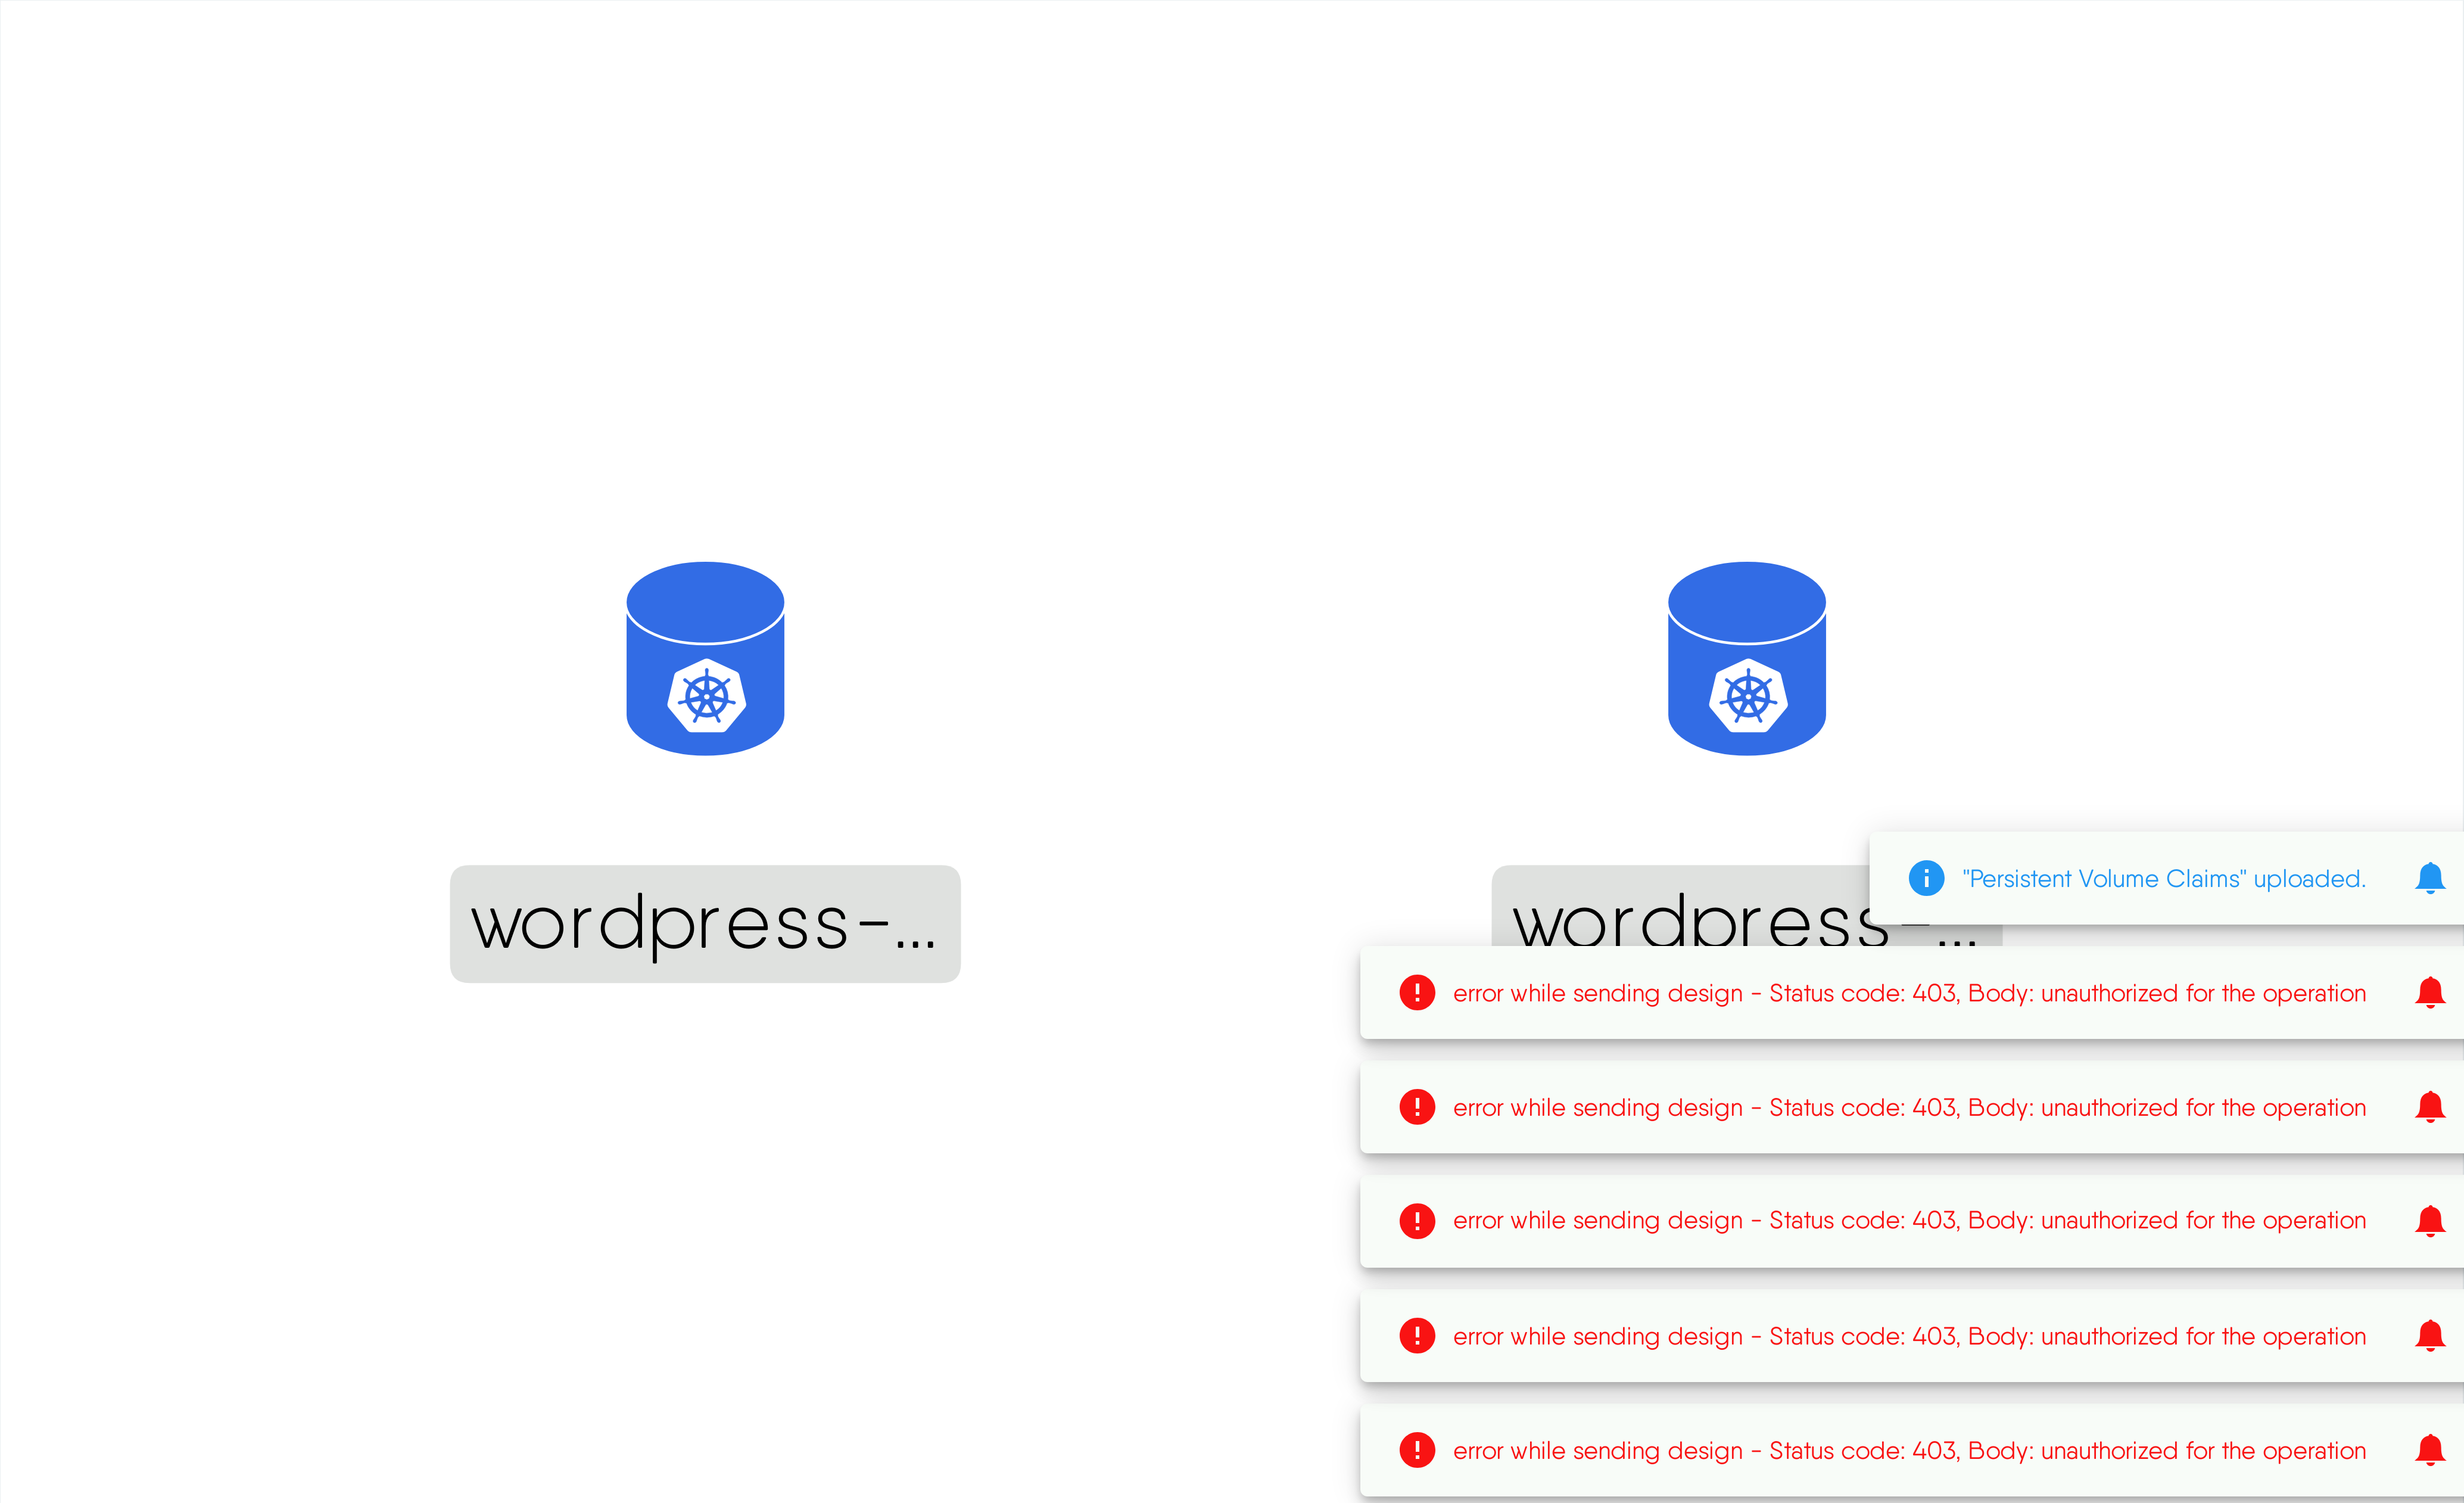 wordpress-...
wordpress-...
"Persistent Volume Claims" uploaded.
error while sending design - Status code: 403, Body: unauthorized for the operation
error while sending design - Status code: 403, Body: unauthorized for the operation
error while sending design - Status code: 403, Body: unauthorized for the operation
error while sending design - Status code: 403, Body: unauthorized for the operation
error while sending design - Status code: 403, Body: unauthorized for the operation